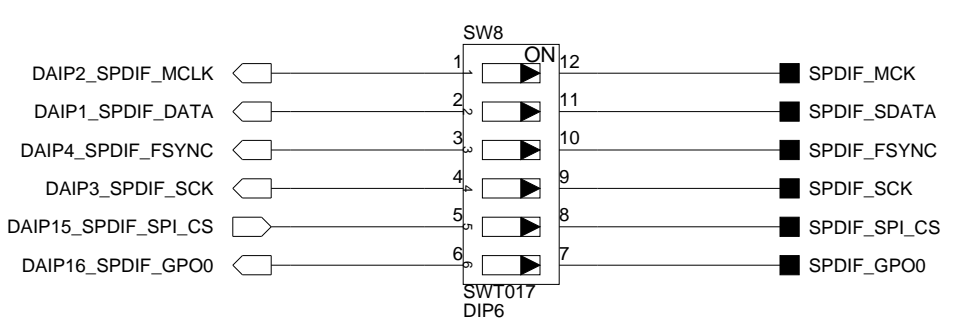 SW8
ON
DAIP2_SPDIF_MCLK 1 1 12 SPDIF_MCK
DAIP1_SPDIF_DATA 2 2 11 SPDIF_SDATA
DAIP4_SPDIF_FSYNC 3 3 10 SPDIF_FSYNC
DAIP3_SPDIF_SCK 4 4 9 SPDIF_SCK
DAIP15_SPDIF_SPI_CS 5 5 8 SPDIF_SPI_CS
DAIP16_SPDIF_GPO0 6 6 7 SPDIF_GPO0
SWT017
DIP6